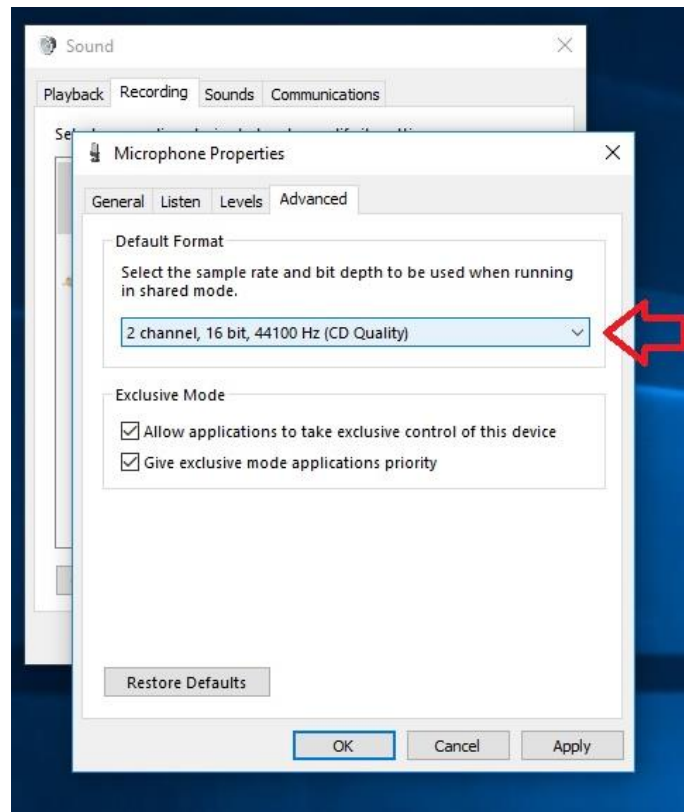 Sound
Playback Recording Sounds Communications
Microphone Properties
General Listen Levels Advanced
Default Format
Select the sample rate and bit depth to be used when running
in shared mode.
2 channel, 16 bit, 44100 Hz (CD Quality)
Exclusive Mode
Allow applications to take exclusive control of this device
Give exclusive mode applications priority
Restore Defaults
OK Cancel Apply